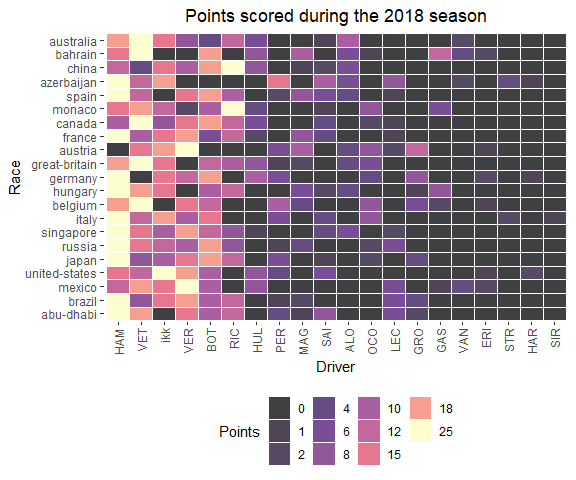 Points scored during the 2018 season
Race
australia
bahrain
china
azerbaijan
spain
monaco
canada
france
austria
great-britain
germany
hungary
belgium
italy
singapore
russia
japan
united-states
mexico
brazil
abu-dhabi
HAM VET ikk VER BOT RIC HUL PER MAG SAI ALO OCO LEC GRO GAS VAN ERI STR HAR SIR
Driver
Points
0 4 10 18
1 6 12 25
2 8 15